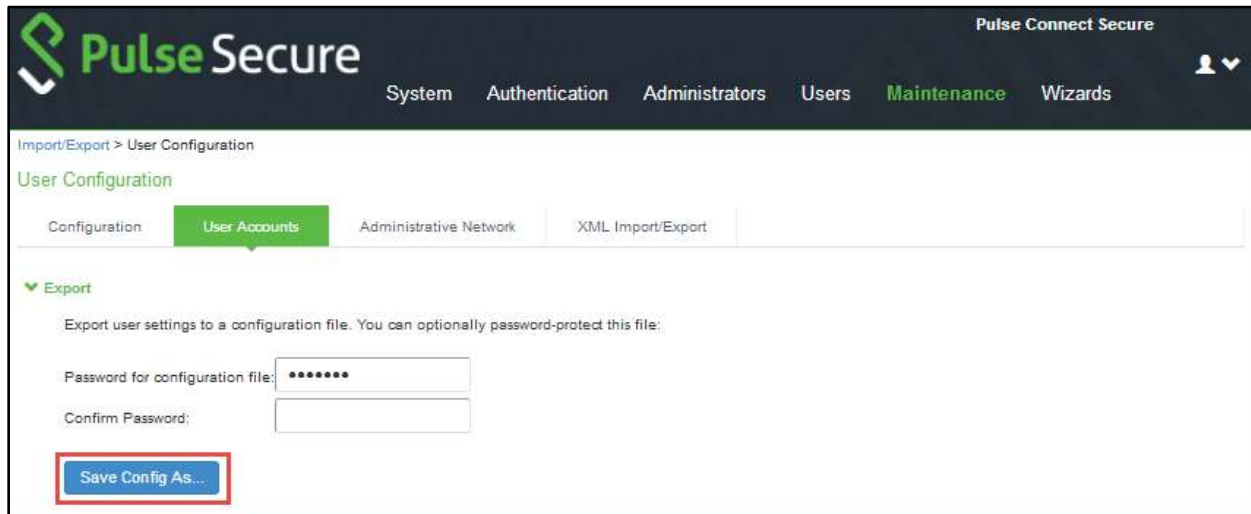 Pulse Secure
Pulse Connect Secure
System Authentication Administrators Users Maintenance Wizards
Import/Export > User Configuration
User Configuration
Configuration User Accounts Administrative Network XML Import/Export
Export
Export user settings to a configuration file. You can optionally password-protect this file:
Password for configuration file: •••••••
Confirm Password:
Save Config As...